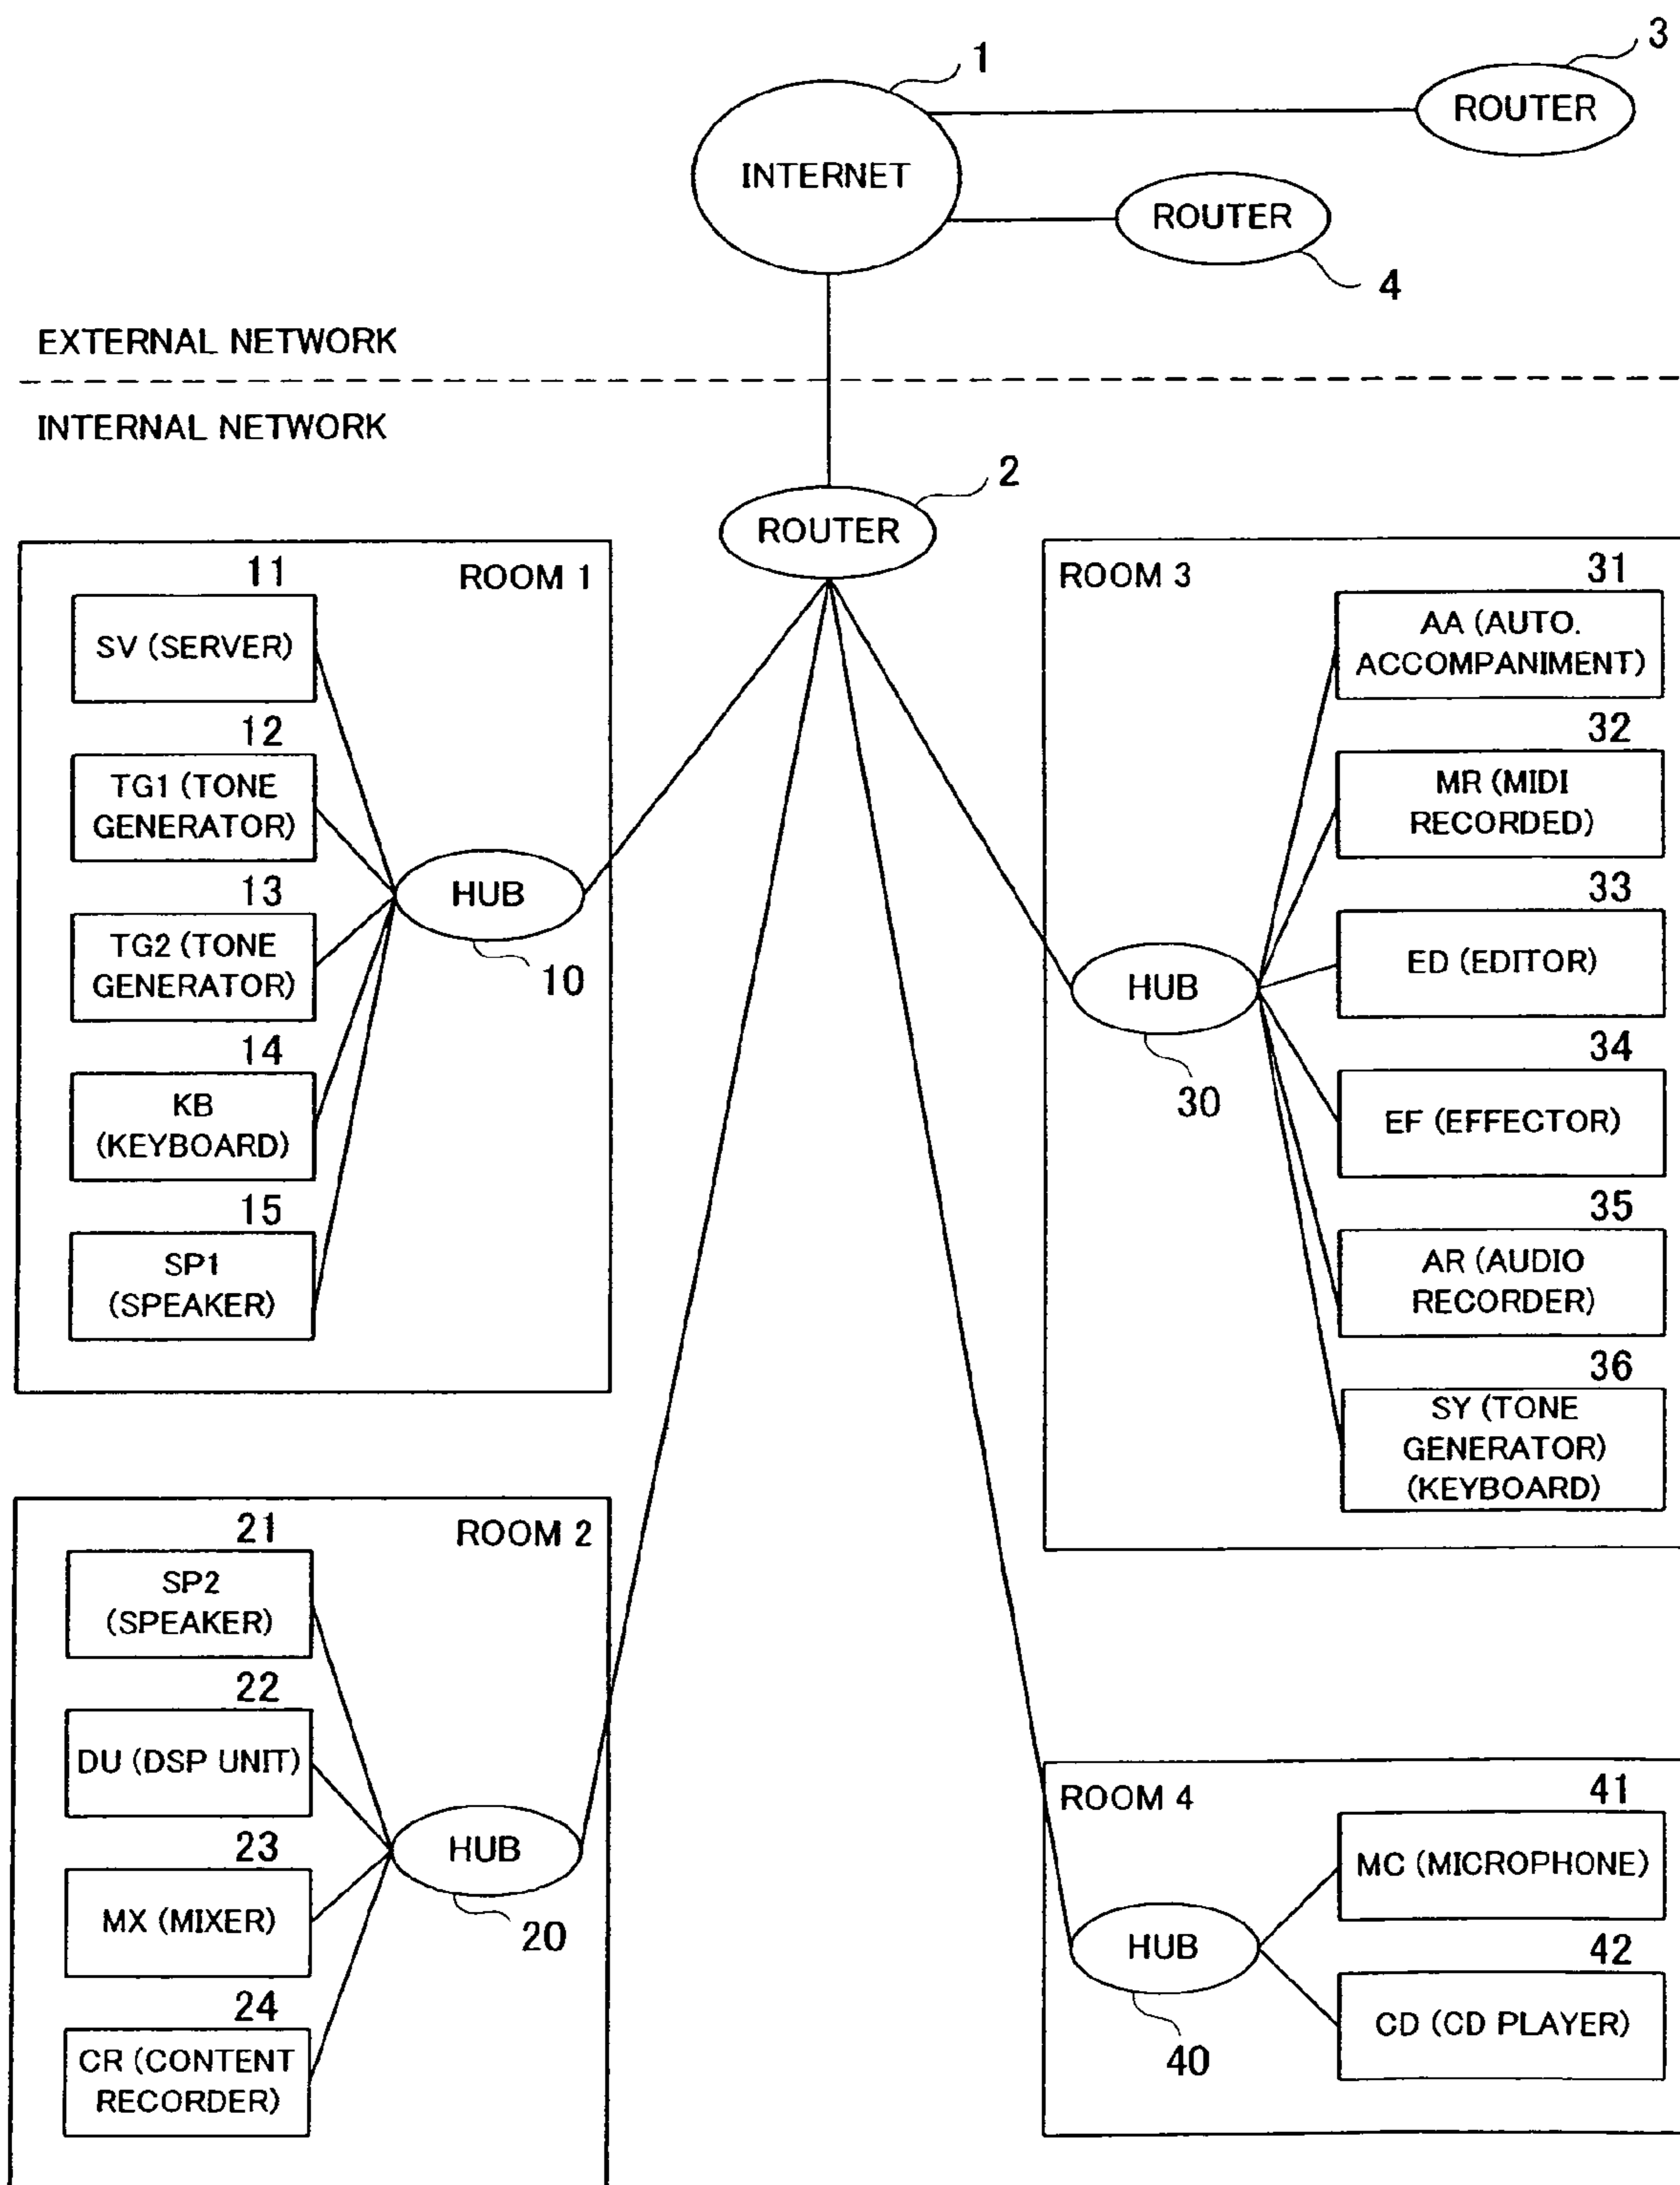 1
3
ROUTER
INTERNET
ROUTER
4
EXTERNAL NETWORK
INTERNAL NETWORK
2
ROUTER
ROOM 1
11
SV (SERVER)
12
TG1 (TONE
GENERATOR)
13
TG2 (TONE
GENERATOR)
14
KB
(KEYBOARD)
15
SP1
(SPEAKER)
HUB
10
ROOM 3
31
AA (AUTO.
ACCOMPANIMENT)
32
MR (MIDI
RECORDED)
33
ED (EDITOR)
34
EF (EFFECTOR)
35
AR (AUDIO
RECORDER)
36
SY (TONE
GENERATOR)
(KEYBOARD)
HUB
30
ROOM 2
21
SP2
(SPEAKER)
22
DU (DSP UNIT)
23
MX (MIXER)
24
CR (CONTENT
RECORDER)
HUB
20
ROOM 4
41
MC (MICROPHONE)
42
CD (CD PLAYER)
HUB
40